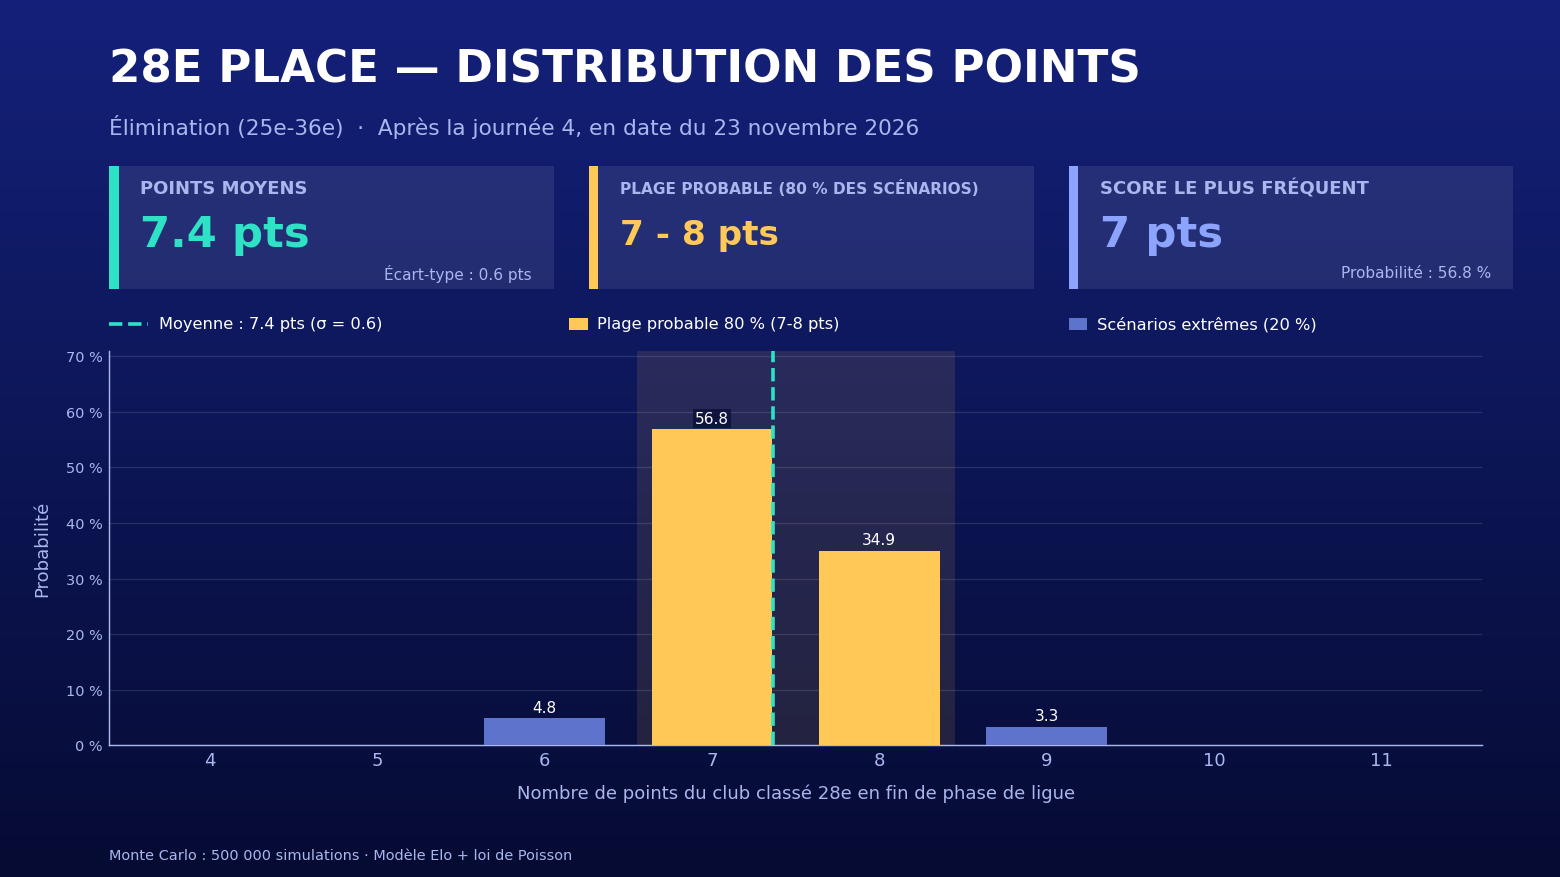 28E PLACE — DISTRIBUTION DES POINTS
Élimination (25e-36e)  ·  Après la journée 4, en date du 23 novembre 2026
POINTS MOYENS
7.4 pts
Écart-type : 0.6 pts
PLAGE PROBABLE (80 % DES SCÉNARIOS)
7 - 8 pts
SCORE LE PLUS FRÉQUENT
7 pts
Probabilité : 56.8 %
Moyenne : 7.4 pts (σ = 0.6)
Plage probable 80 % (7-8 pts)
Scénarios extrêmes (20 %)
70 %
60 %
50 %
40 %
30 %
20 %
10 %
0 %
Probabilité
4.8
56.8
34.9
3.3
4 5 6 7 8 9 10 11
Nombre de points du club classé 28e en fin de phase de ligue
Monte Carlo : 500 000 simulations · Modèle Elo + loi de Poisson